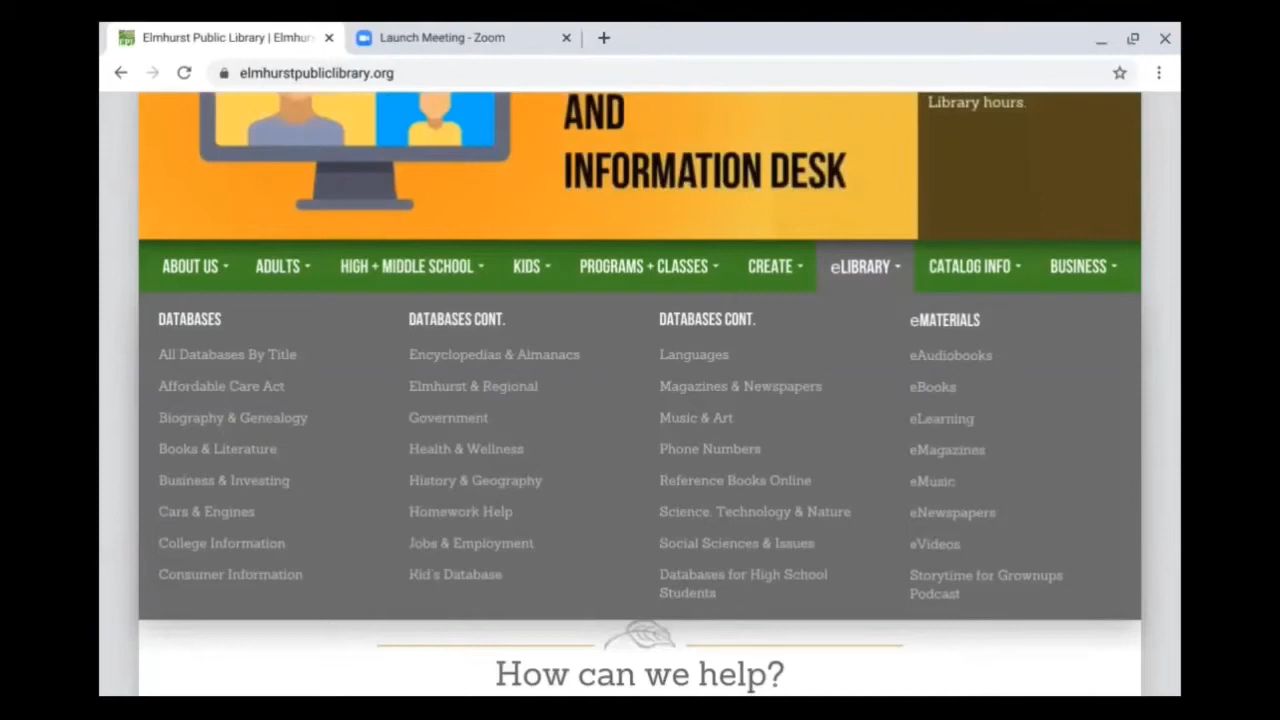 Elmhurst Public Library | Elmhurs
Launch Meeting - Zoom
elmhurstpubliclibrary.org
AND
INFORMATION DESK
Library hours.
ABOUT US
ADULTS
HIGH + MIDDLE SCHOOL
KIDS
PROGRAMS + CLASSES
CREATE
eLIBRARY
CATALOG INFO
BUSINESS
DATABASES
All Databases By Title
Affordable Care Act
Biography & Genealogy
Books & Literature
Business & Investing
Cars & Engines
College Information
Consumer Information
DATABASES CONT.
Encyclopedias & Almanacs
Elmhurst & Regional
Government
Health & Wellness
History & Geography
Homework Help
Jobs & Employment
Kid's Database
DATABASES CONT.
Languages
Magazines & Newspapers
Music & Art
Phone Numbers
Reference Books Online
Science, Technology & Nature
Social Sciences & Issues
Databases for High School
Students
eMATERIALS
eAudiobooks
eBooks
eLearning
eMagazines
eMusic
eNewspapers
eVideos
Storytime for Grownups
Podcast
How can we help?